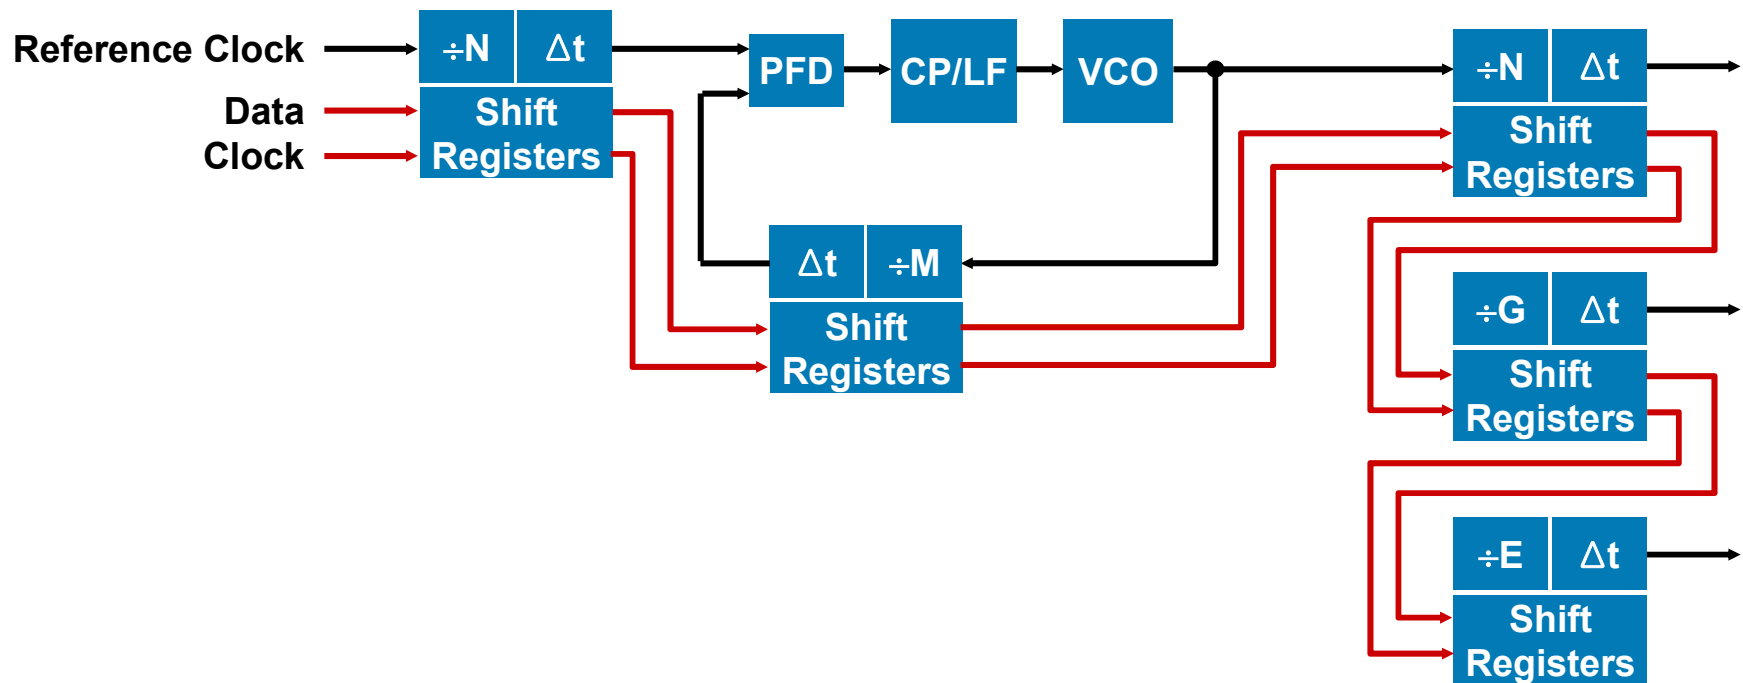 Reference Clock
÷N
Δt
PFD
CP/LF
VCO
÷N
Δt
Data
Clock
Shift
Registers
Shift
Registers
Δt
÷M
Shift
Registers
÷G
Δt
Shift
Registers
÷E
Δt
Shift
Registers